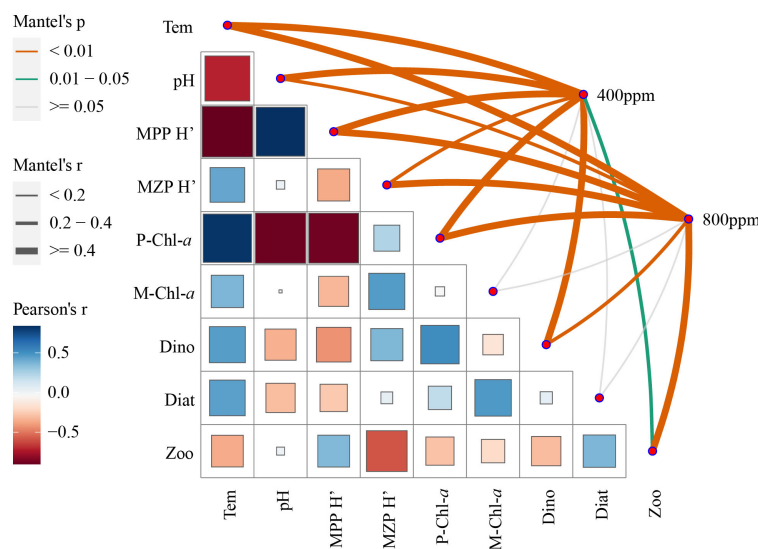 Mantel's p
< 0.01
0.01 − 0.05
>= 0.05
Mantel's r
< 0.2
0.2 − 0.4
>= 0.4
Pearson's r
0.5
0.0
−0.5
Tem
pH
MPP H’
MZP H’
P-Chl-a
M-Chl-a
Dino
Diat
Zoo
400ppm
800ppm
Tem
pH
MPP H’
MZP H’
P-Chl-a
M-Chl-a
Dino
Diat
Zoo